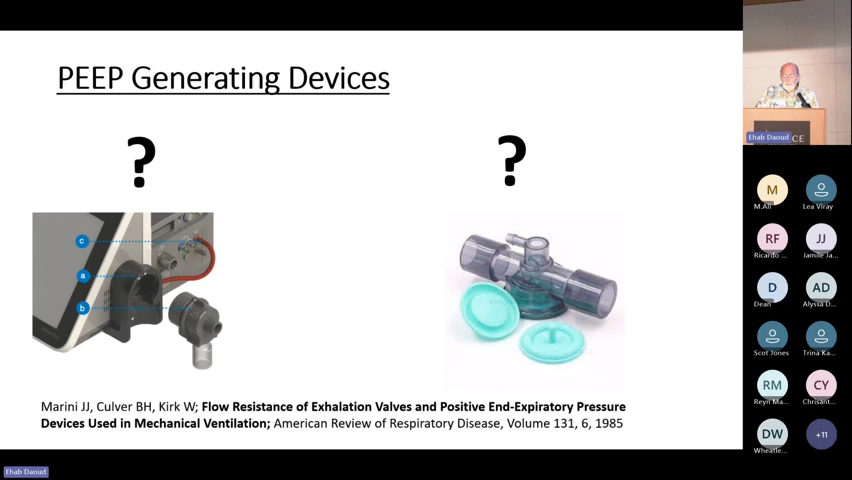 PEEP Generating Devices
?
?
c
a
b
Marini JJ, Culver BH, Kirk W; Flow Resistance of Exhalation Valves and Positive End-Expiratory Pressure
Devices Used in Mechanical Ventilation; American Review of Respiratory Disease, Volume 131, 6, 1985
CE
Ehab Daoud
M
M.Ali
Lea Viray
RF
Ricardo ...
JJ
Jamile Ja...
D
Dean
AD
Alyssa D...
Scot Jones
Trina Ka...
RM
Reyn Ma...
CY
Chrisant...
DW
Wheatle...
+11
Ehab Daoud